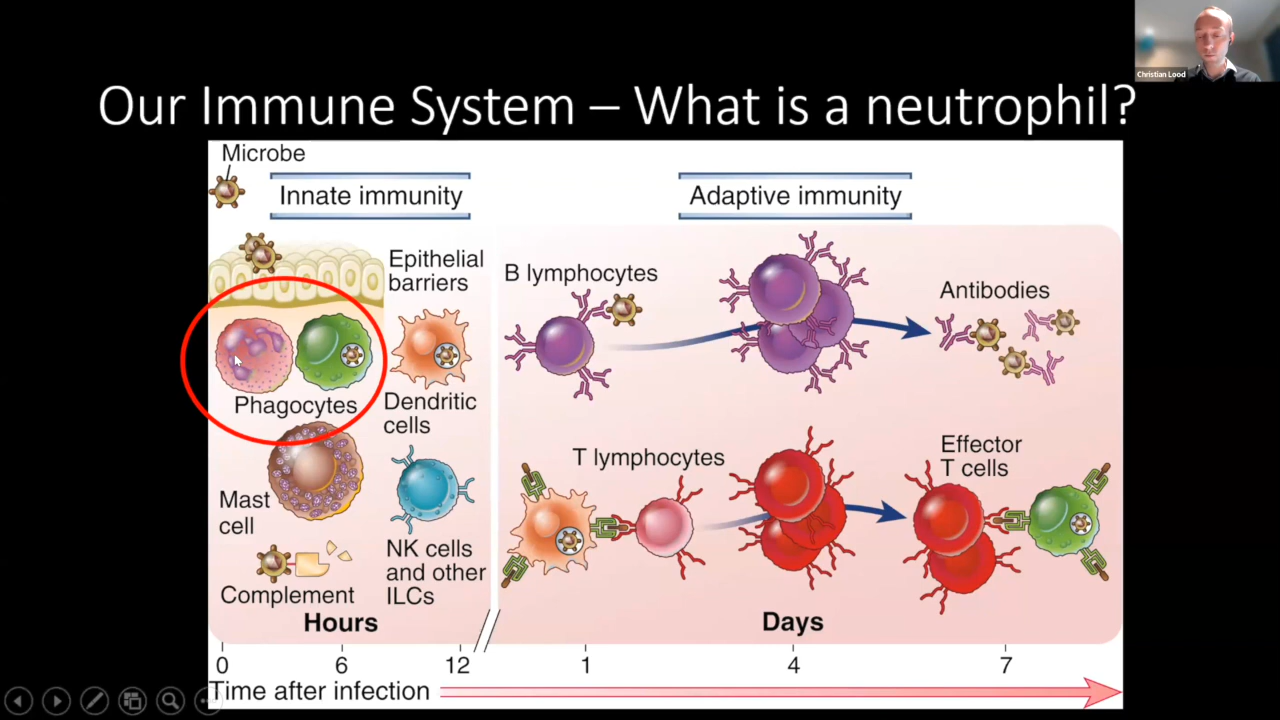 Christian Lood
Our Immune System – What is a neutrophil?
Microbe
Innate immunity
Adaptive immunity
Epithelial
barriers
B lymphocytes
Antibodies
Phagocytes
Dendritic
cells
T lymphocytes
Effector
T cells
Mast
cell
NK cells
and other
ILCs
Complement
Hours
Days
0
6
12
1
4
7
Time after infection